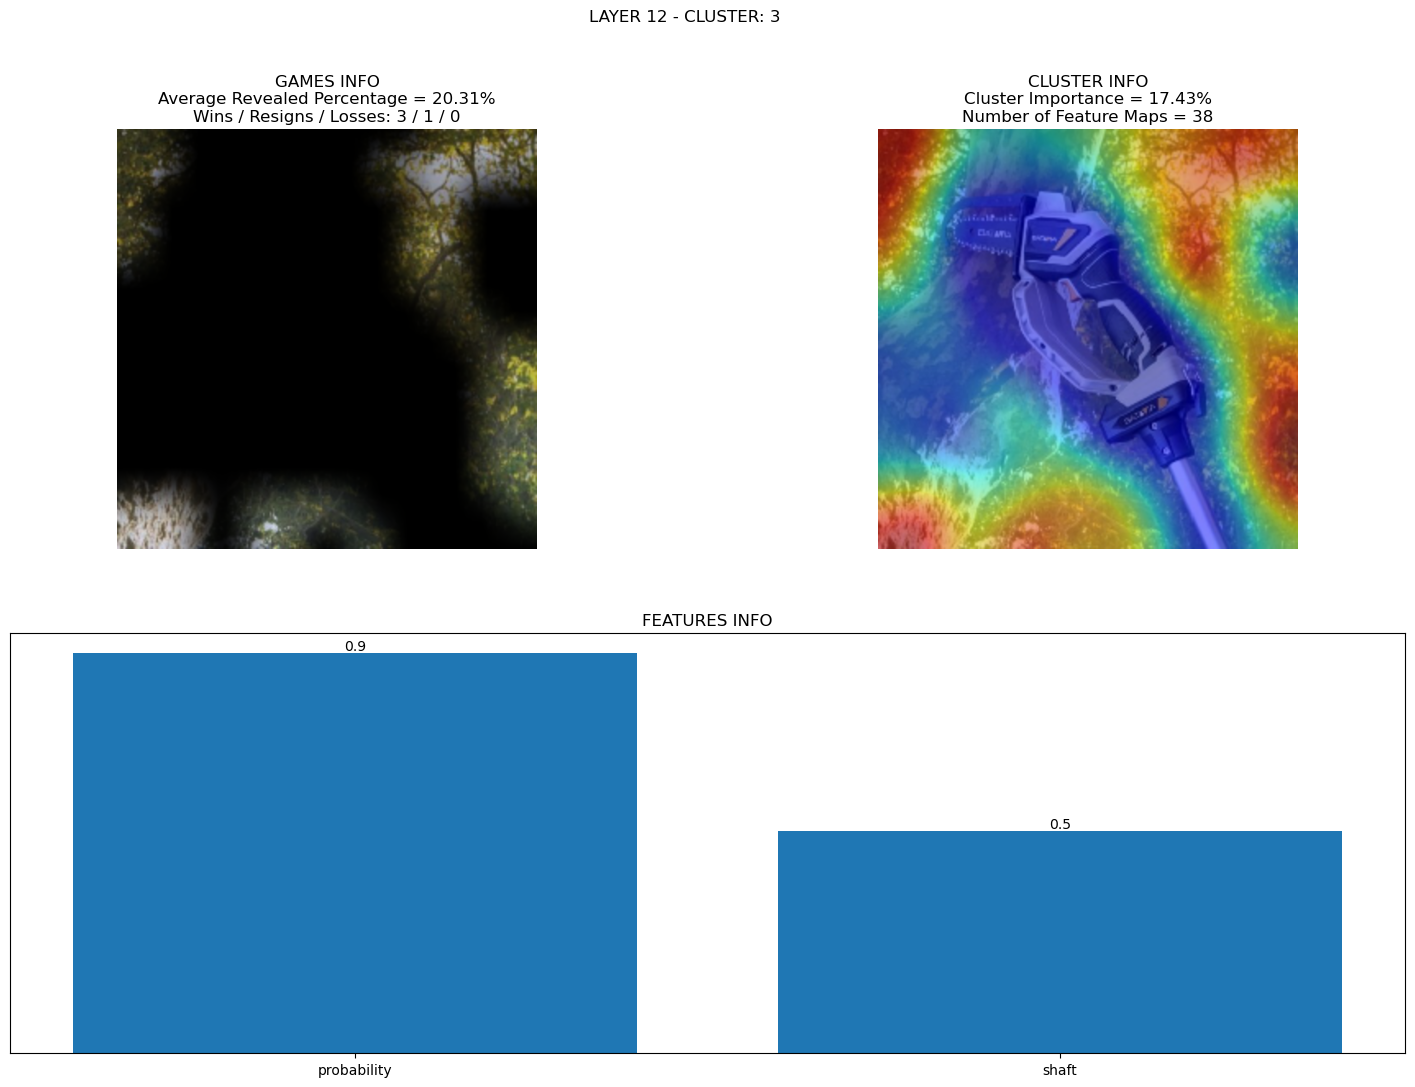 LAYER 12 - CLUSTER: 3
GAMES INFO
Average Revealed Percentage = 20.31%
Wins / Resigns / Losses: 3 / 1 / 0
CLUSTER INFO
Cluster Importance = 17.43%
Number of Feature Maps = 38
FEATURES INFO
0.9
0.5
probability
shaft